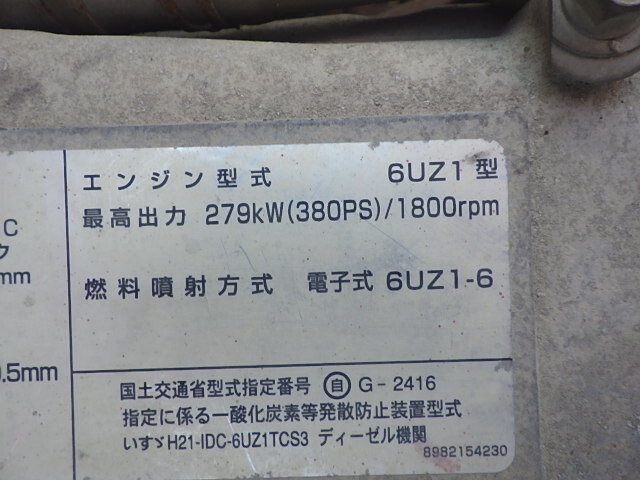 エンジン型式 6UZ1型
最高出力 279kW(380PS)/1800rpm
燃料噴射方式 電子式 6UZ1-6
C
ク
mm
.5mm
国土交通省型式指定番号 自 G-2416
指定に係る一酸化炭素等発散防止装置型式
いすゞH21-IDC-6UZ1TCS3 ディーゼル機関
8982154230